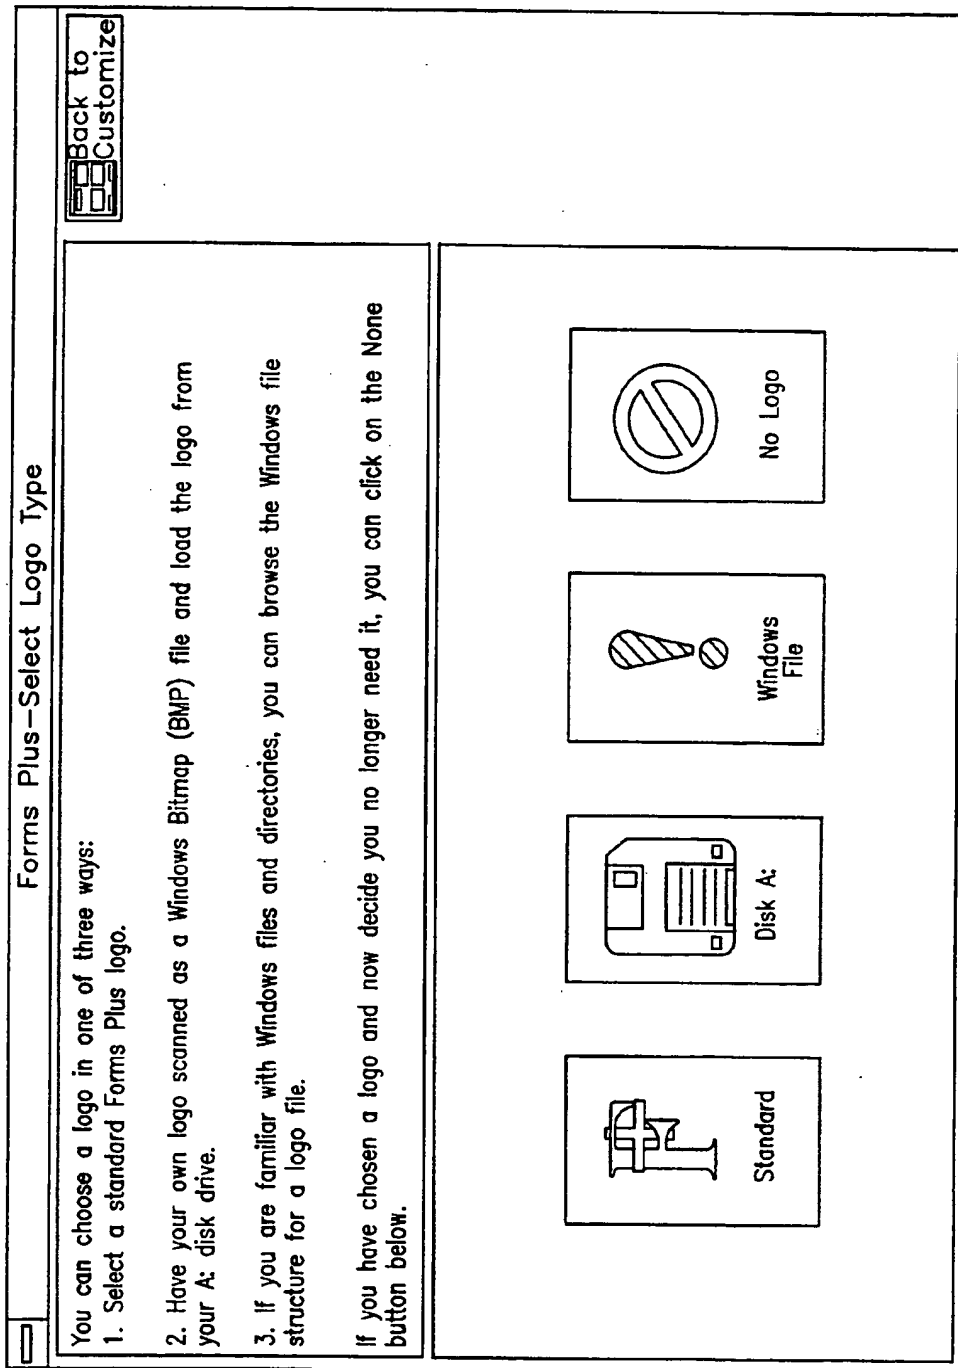 Forms Plus–Select Logo Type
Back to
Customize
You can choose a logo in one of three ways:
1. Select a standard Forms Plus logo.
2. Have your own logo scanned as a Windows Bitmap (BMP) file and load the logo from
your A: disk drive.
3. If you are familiar with Windows files and directories, you can browse the Windows file
structure for a logo file.
If you have chosen a logo and now decide you no longer need it, you can click on the None
button below.
Standard
Disk A:
Windows
File
No Logo